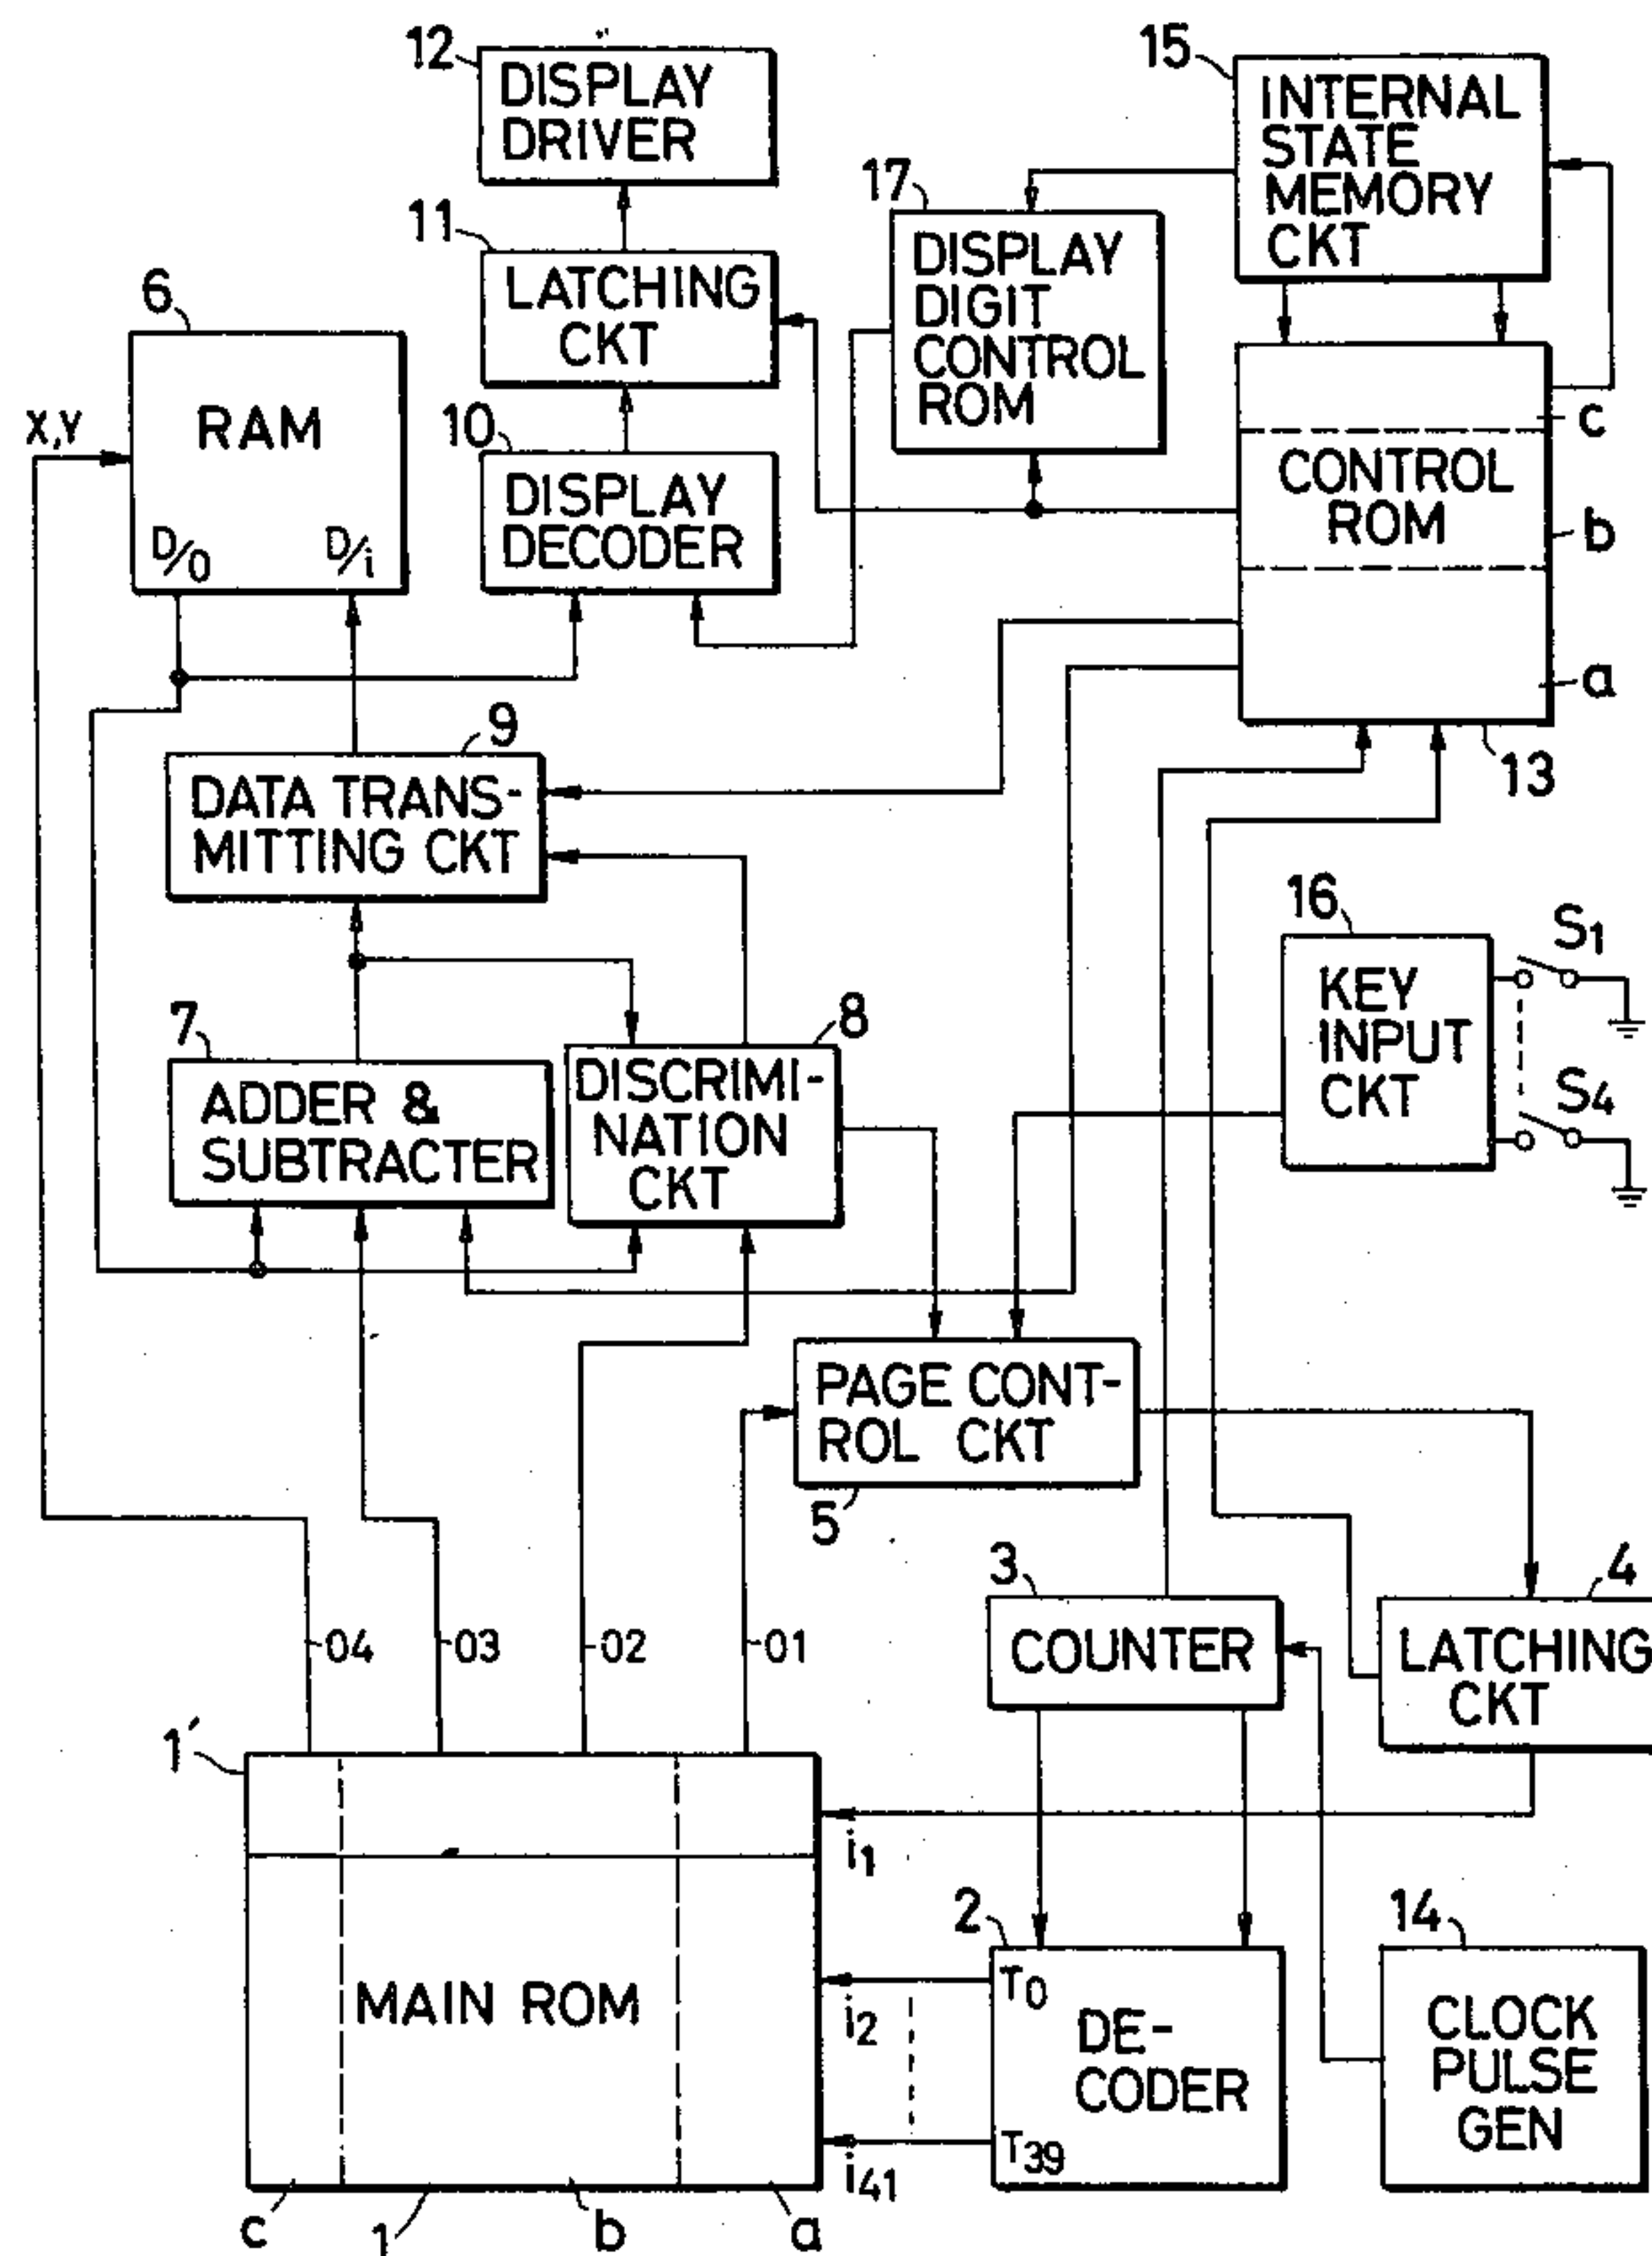 12
DISPLAY
DRIVER
15
INTERNAL
STATE
MEMORY
CKT
17
DISPLAY
DIGIT
CONTROL
ROM
11
LATCHING
CKT
6
RAM
X,Y
D/O
D/i
10
DISPLAY
DECODER
c
CONTROL
ROM
b
a
13
9
DATA TRANS-
MITTING CKT
16
KEY
INPUT
CKT
S1
S4
7
ADDER &
SUBTRACTER
8
DISCRIMI-
NATION
CKT
PAGE CONT-
ROL CKT
5
3
COUNTER
4
LATCHING
CKT
04
03
02
01
1'
i1
2
T0
DE-
CODER
T39
i2
i41
14
CLOCK
PULSE
GEN
MAIN ROM
c
1
b
a